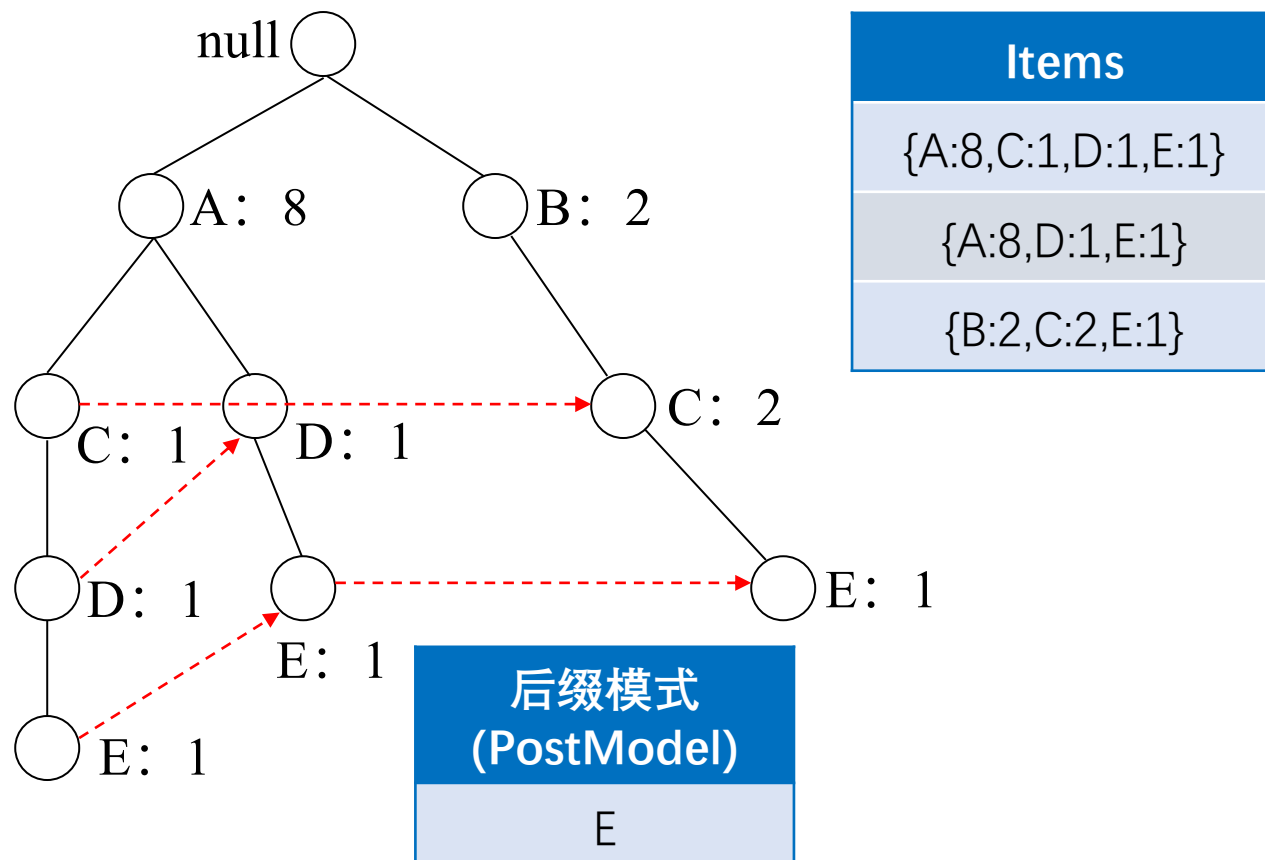 null
A：8
B：2
C：1
D：1
C：2
D：1
E：1
E：1
E：1
Items
{A:8,C:1,D:1,E:1}
{A:8,D:1,E:1}
{B:2,C:2,E:1}
后缀模式
(PostModel)
E